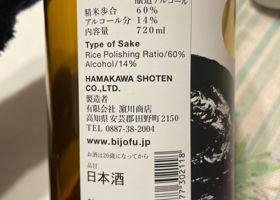 醸造アルコール
精米歩合 60%
アルコール分 14%
内容量 720ml
Type of Sake
Rice Polishing Ratio/60%
Alcohol/14%
HAMAKAWA SHOTEN
CO.,LTD.
製造者
有限会社 濵川商店
高知県安芸郡田野町2150
TEL 0887-38-2004
www.bijofu.jp
お酒は20歳になってから
品目
日本酒
77302118